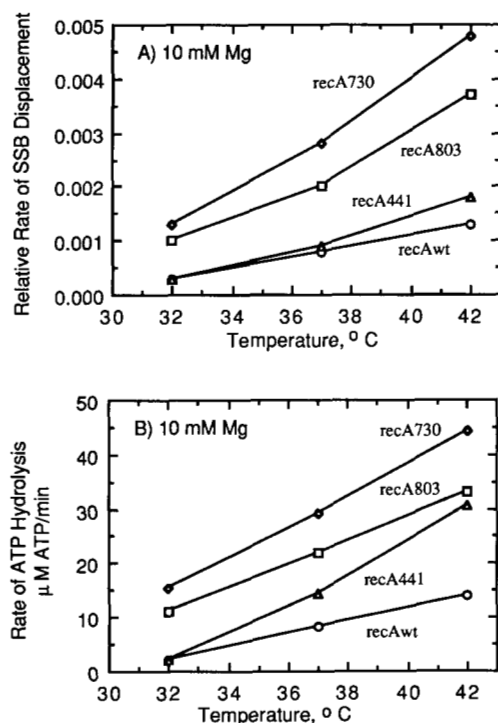 A) 10 mM Mg
Relative Rate of SSB Displacement
0.005
0.004
0.003
0.002
0.001
0.000
recA730
recA803
recA441
recAwt
30 32 34 36 38 40 42
Temperature, ° C
B) 10 mM Mg
Rate of ATP Hydrolysis
μM ATP/min
50
40
30
20
10
0
recA730
recA803
recA441
recAwt
30 32 34 36 38 40 42
Temperature, ° C